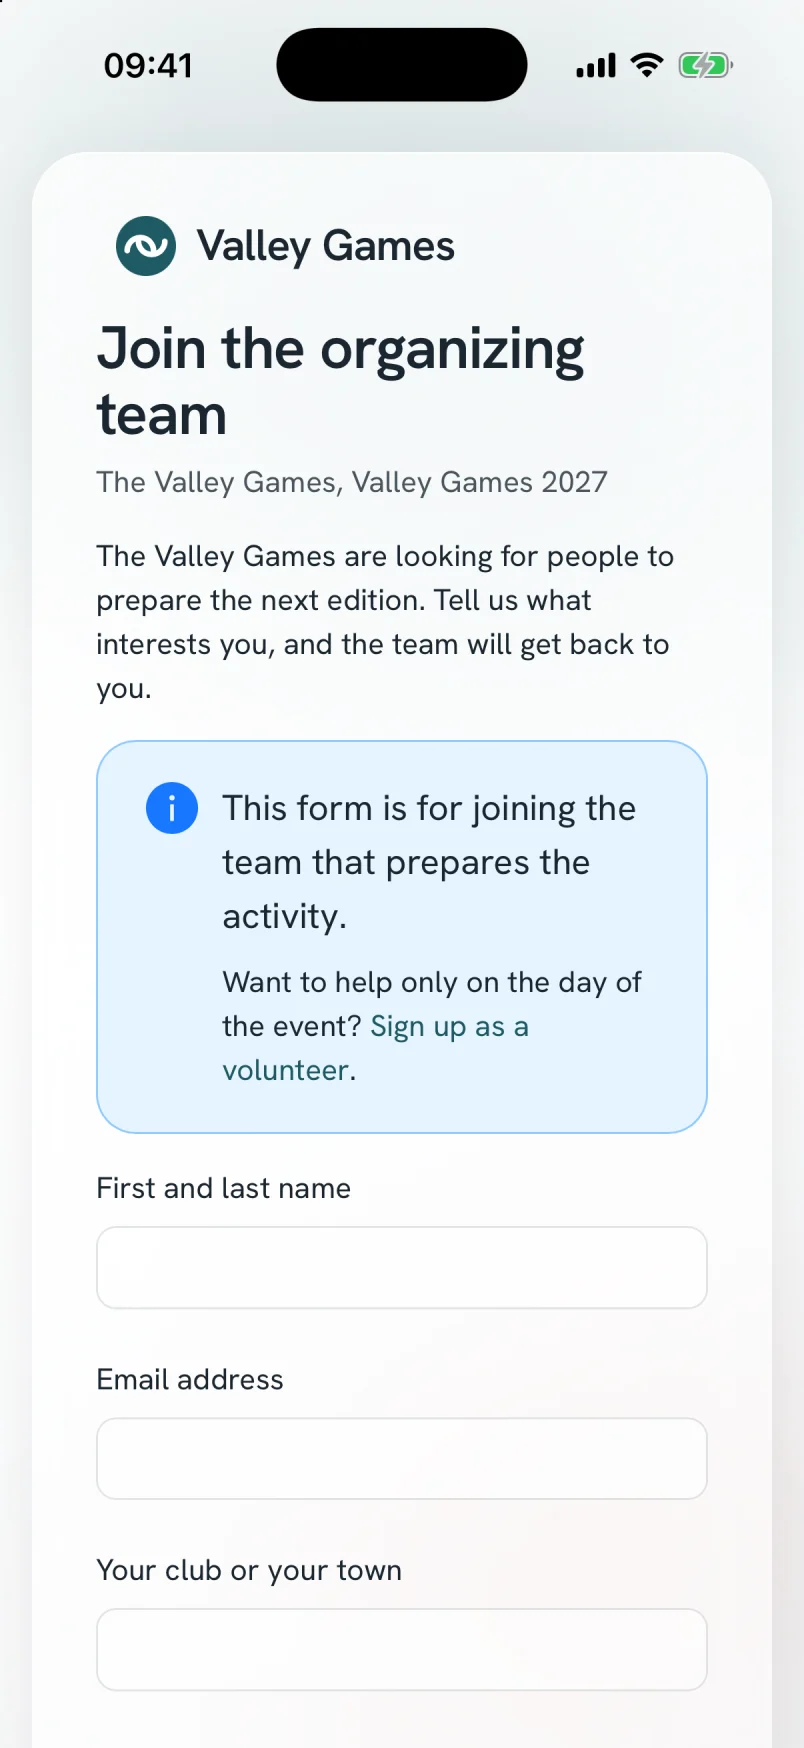 09:41
Valley Games
Join the organizing
team
The Valley Games, Valley Games 2027
The Valley Games are looking for people to
prepare the next edition. Tell us what
interests you, and the team will get back to
you.
This form is for joining the
team that prepares the
activity.
Want to help only on the day of
the event? Sign up as a
volunteer.
First and last name
Email address
Your club or your town